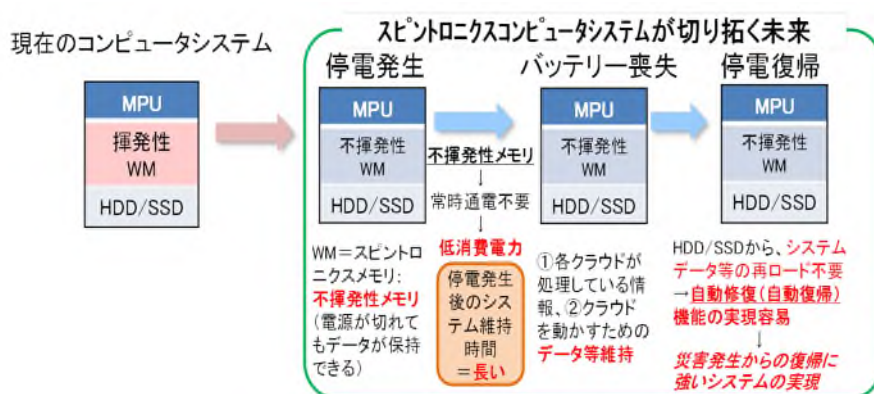 スピントロニクスコンピュータシステムが切り拓く未来
現在のコンピュータシステム
MPU
揮発性
WM
HDD/SSD
停電発生
MPU
不揮発性
WM
HDD/SSD
WM=スピントロ
ニクスメモリ:
不揮発性メモリ
(電源が切れて
もデータが保持
できる)
不揮発性メモリ
↓
常時通電不要
↓
低消費電力
停電発生
後のシス
テム維持
時間
=長い
バッテリー喪失
MPU
不揮発性
WM
HDD/SSD
①各クラウドが
処理している情
報、②クラウド
を動かすための
データ等維持
停電復帰
MPU
不揮発性
WM
HDD/SSD
HDD/SSDから、システム
データ等の再ロード不要
→自動修復(自動復帰)
機能の実現容易
↓
災害発生からの復帰に
強いシステムの実現